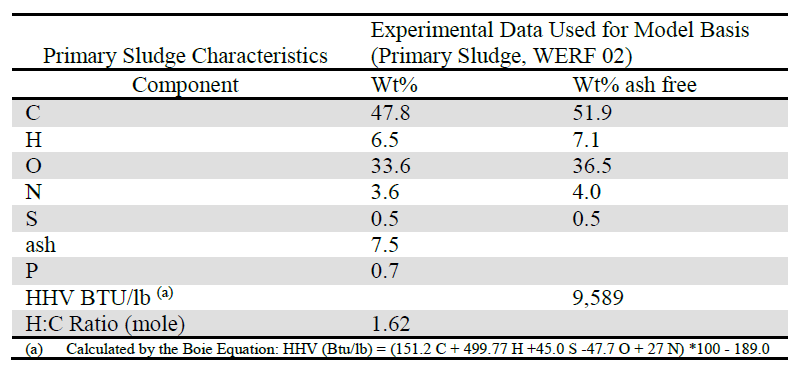 Experimental Data Used for Model Basis
Primary Sludge Characteristics (Primary Sludge, WERF 02)
Component Wt% Wt% ash free
C 47.8 51.9
H 6.5 7.1
O 33.6 36.5
N 3.6 4.0
S 0.5 0.5
ash 7.5
P 0.7
HHV BTU/lb (a) 9,589
H:C Ratio (mole) 1.62
(a) Calculated by the Boie Equation: HHV (Btu/lb) = (151.2 C + 499.77 H +45.0 S -47.7 O + 27 N) *100 - 189.0